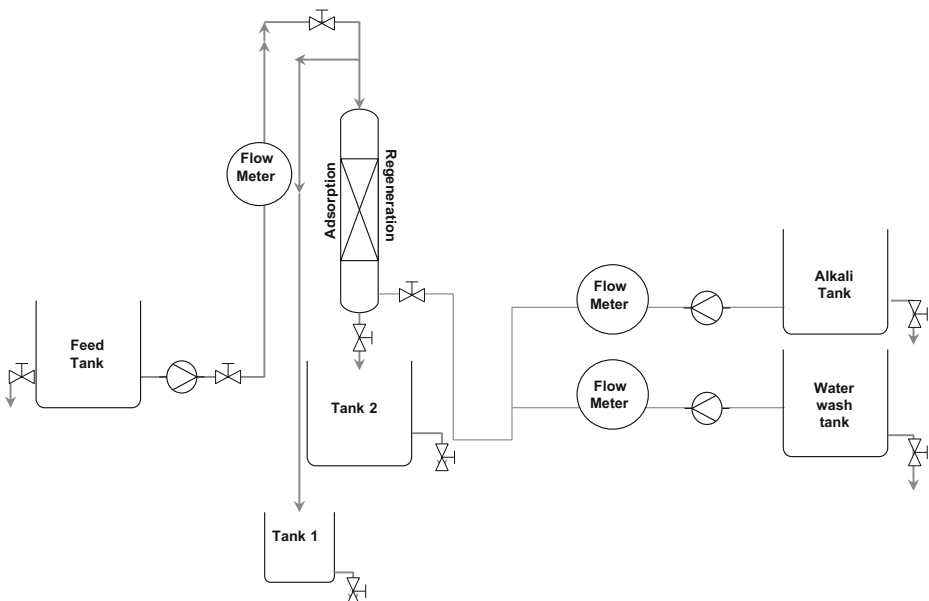 Flow
Meter
Adsorption
Regeneration
Feed
Tank
Tank 2
Tank 1
Flow
Meter
Alkali
Tank
Flow
Meter
Water
wash
tank